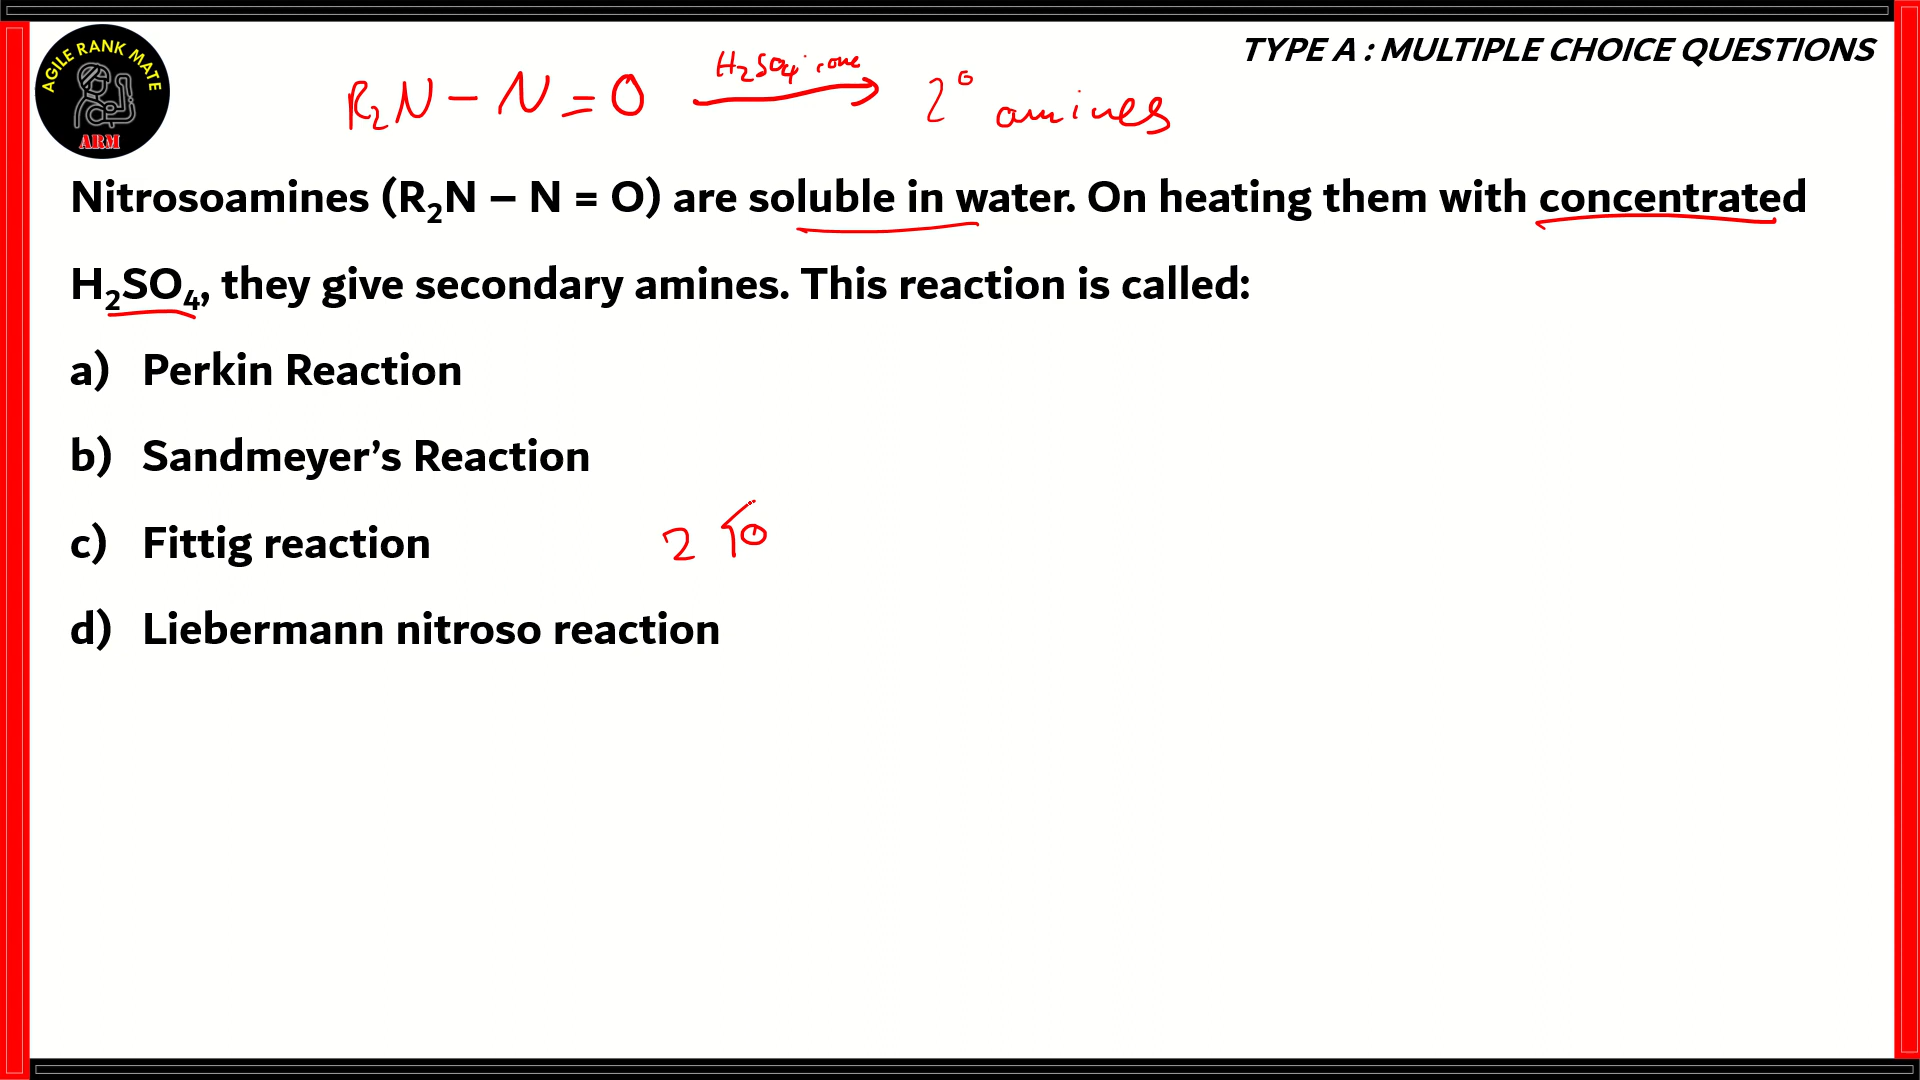 AGILE RANK MATE
ARM
TYPE A : MULTIPLE CHOICE QUESTIONS
R₂N – N = O H₂SO₄ 2° amines
Nitrosoamines (R₂N – N = O) are soluble in water. On heating them with concentrated
H₂SO₄, they give secondary amines. This reaction is called:
a) Perkin Reaction
b) Sandmeyer’s Reaction
c) Fittig reaction
2
d) Liebermann nitroso reaction